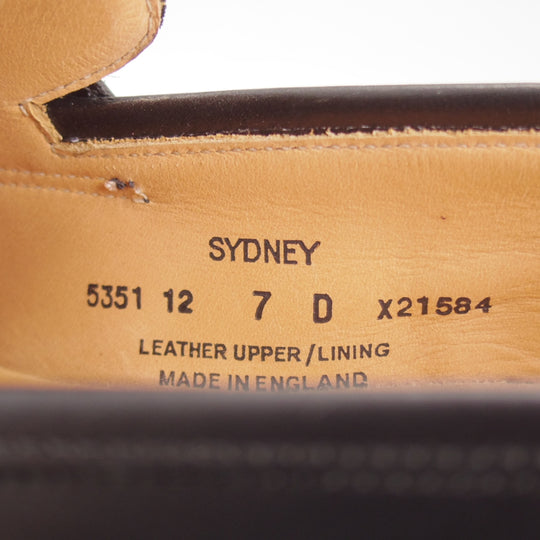 SYDNEY
5351 12 7 D X21584
LEATHER UPPER/LINING
MADE IN ENGLAND